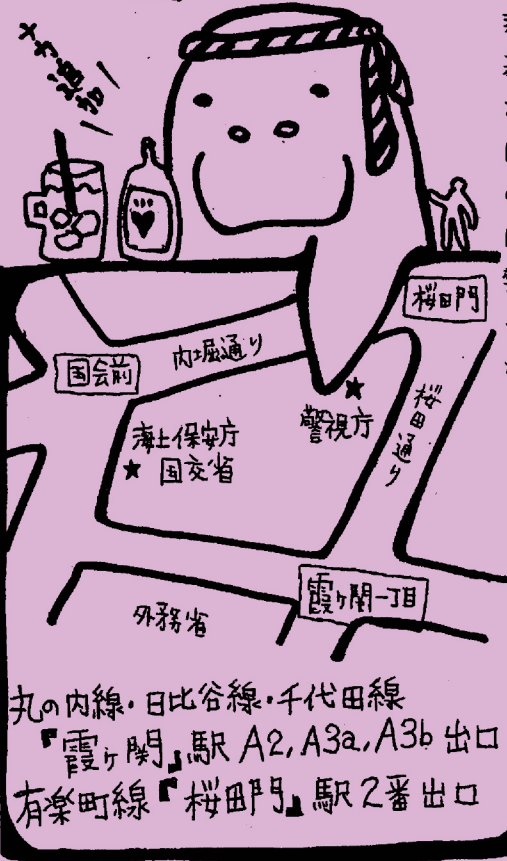 ナカ追加!
桜田門
内堀通り
国会前
桜田通り
警視庁
海上保安庁
国交省
霞ヶ関一丁目
外務省
丸の内線・日比谷線・千代田線
『霞ヶ関』駅 A2,A3a,A3b 出口
有楽町線『桜田門』駅2番出口